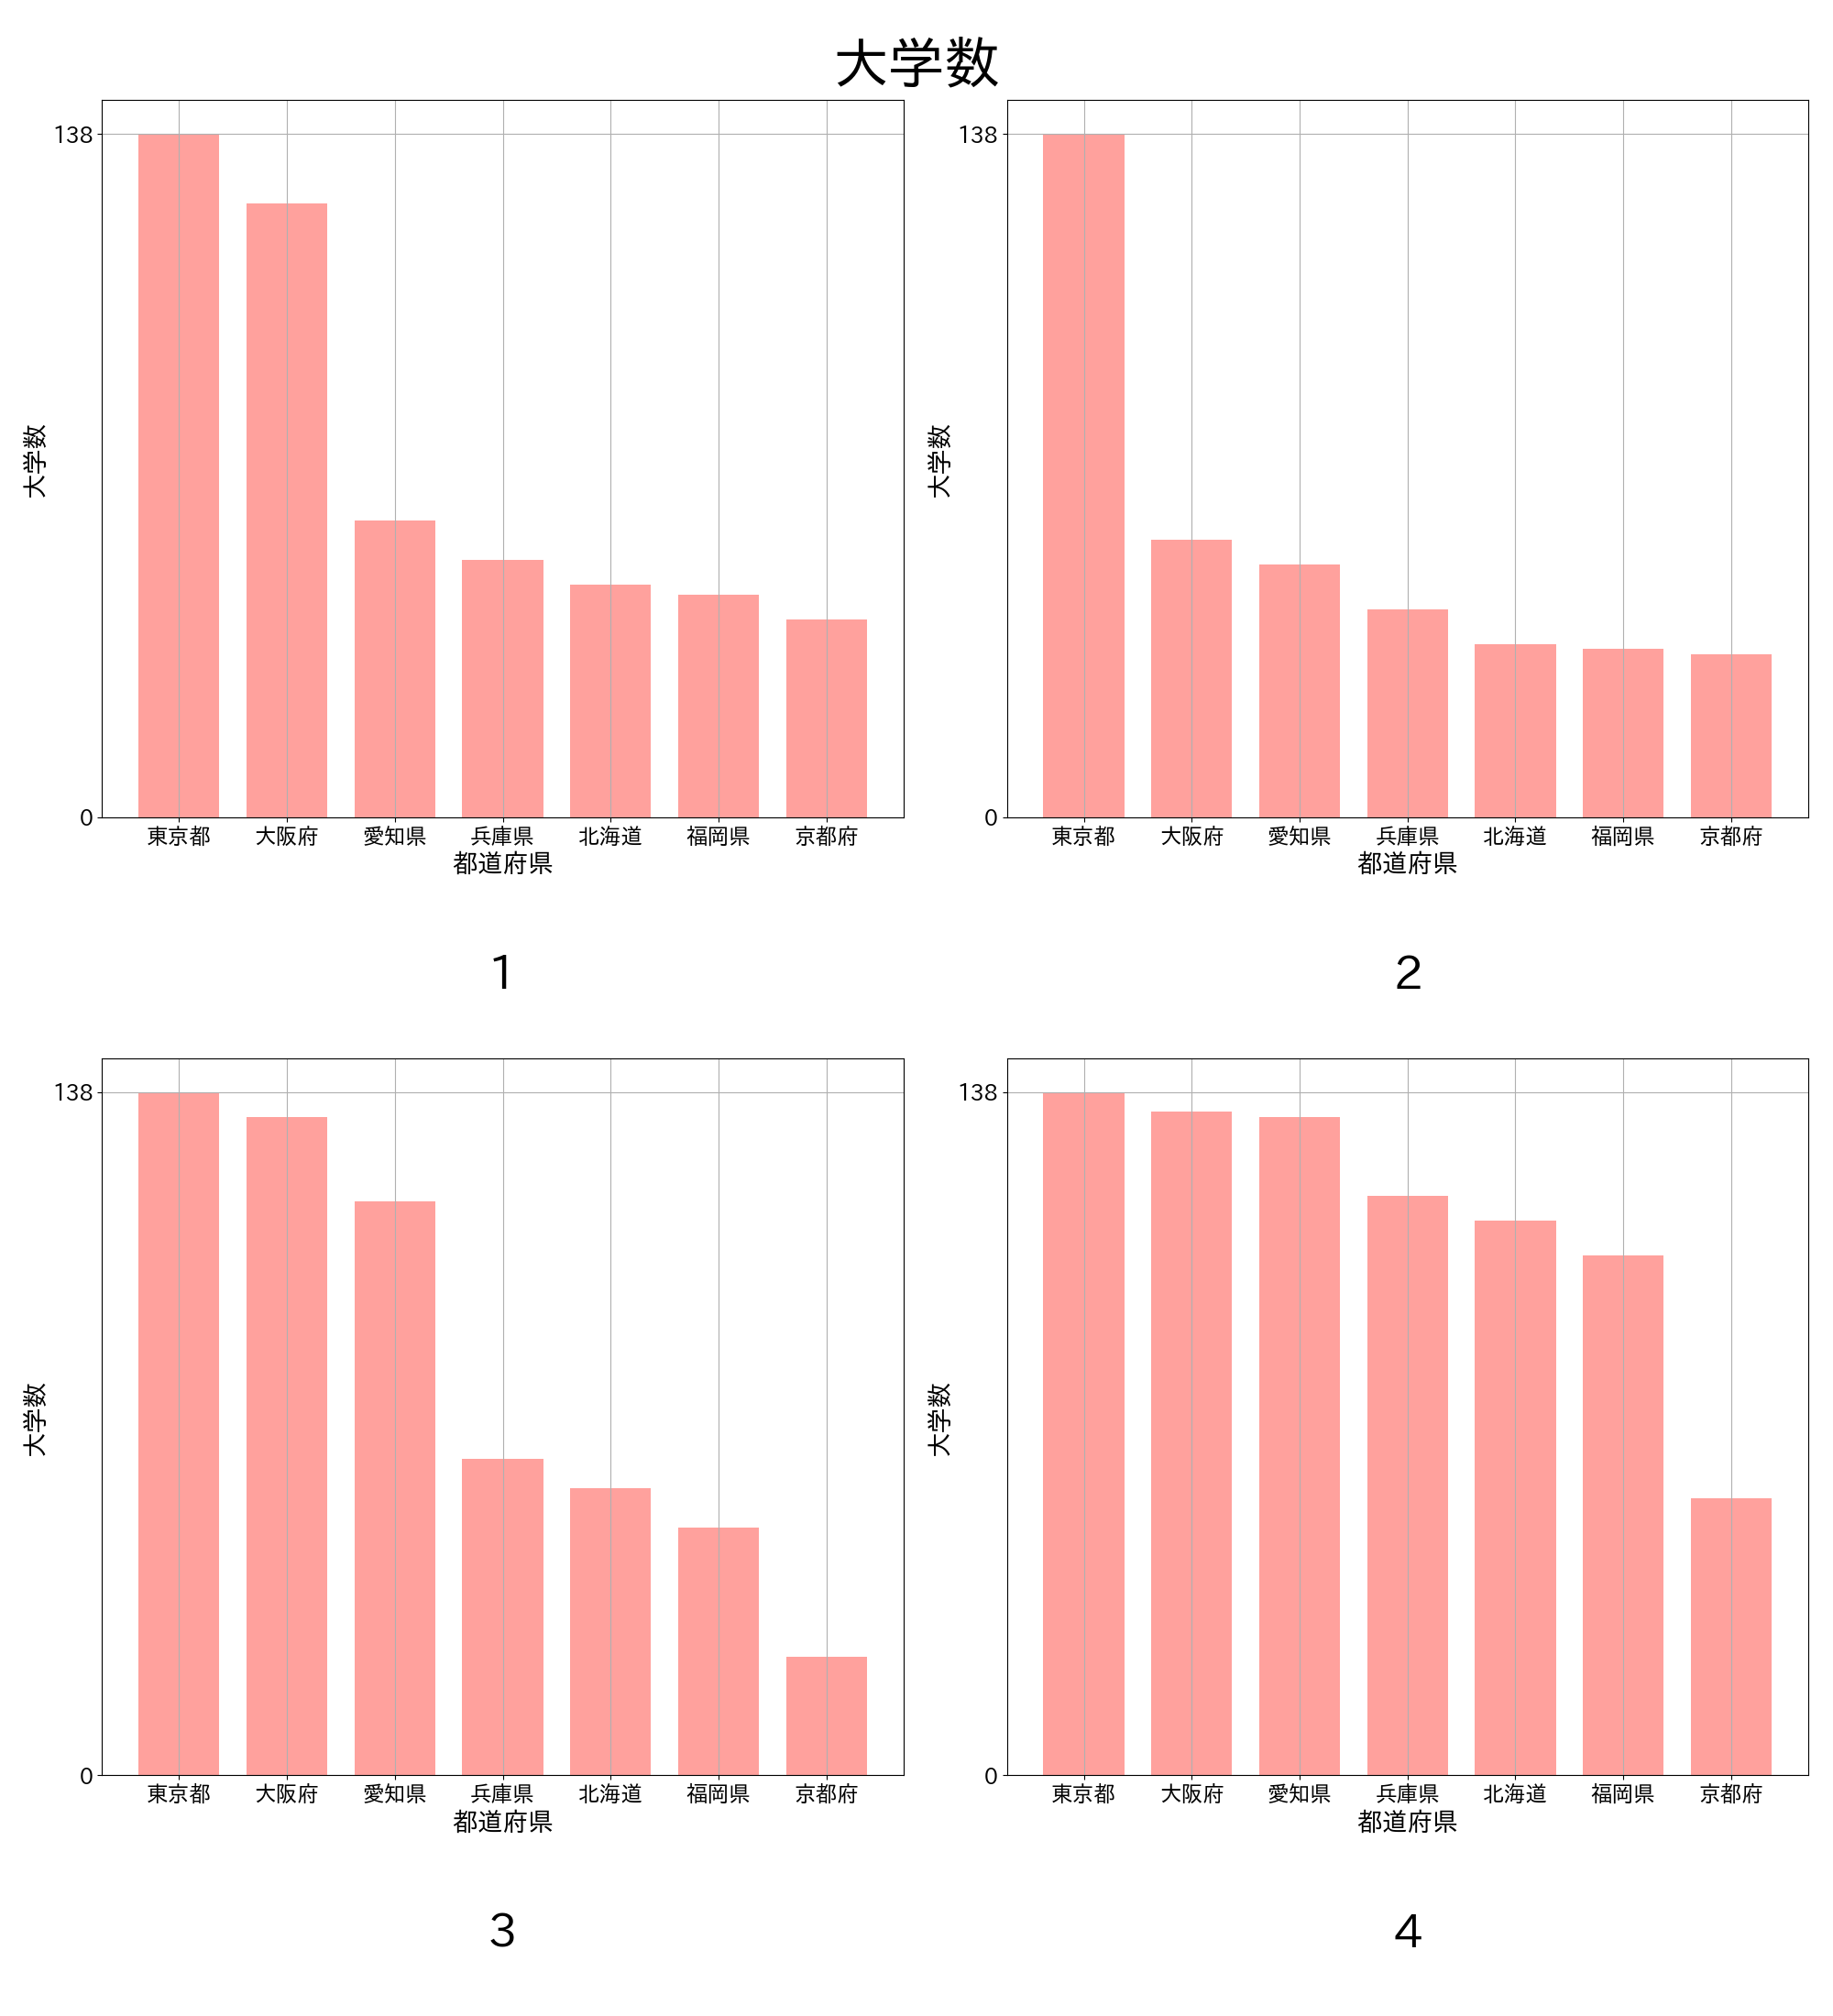 大学数
138
0
大学数
東京都 大阪府 愛知県 兵庫県 北海道 福岡県 京都府
都道府県
1
138
0
大学数
東京都 大阪府 愛知県 兵庫県 北海道 福岡県 京都府
都道府県
2
138
0
大学数
東京都 大阪府 愛知県 兵庫県 北海道 福岡県 京都府
都道府県
3
138
0
大学数
東京都 大阪府 愛知県 兵庫県 北海道 福岡県 京都府
都道府県
4